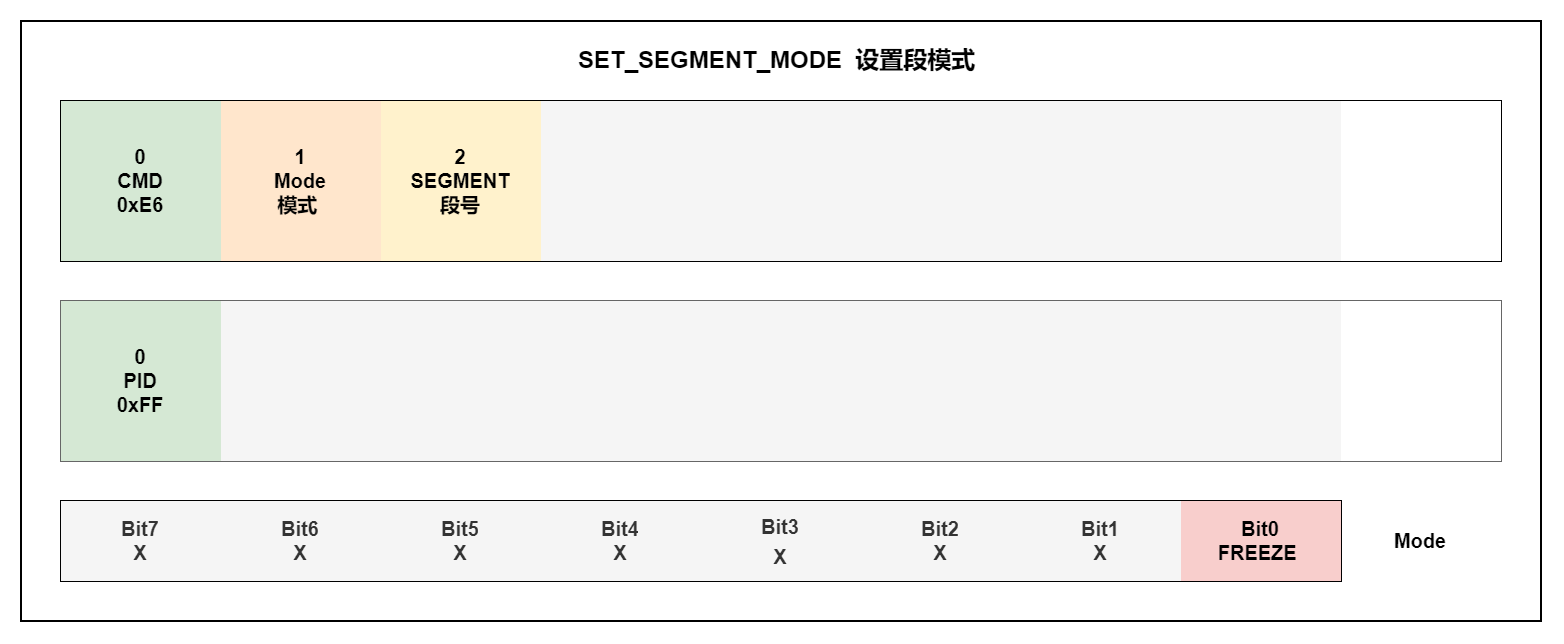 SET_SEGMENT_MODE 设置段模式
0
CMD
0xE6
1
Mode
模式
2
SEGMENT
段号
0
PID
0xFF
Bit7
X
Bit6
X
Bit5
X
Bit4
X
Bit3
X
Bit2
X
Bit1
X
Bit0
FREEZE
Mode